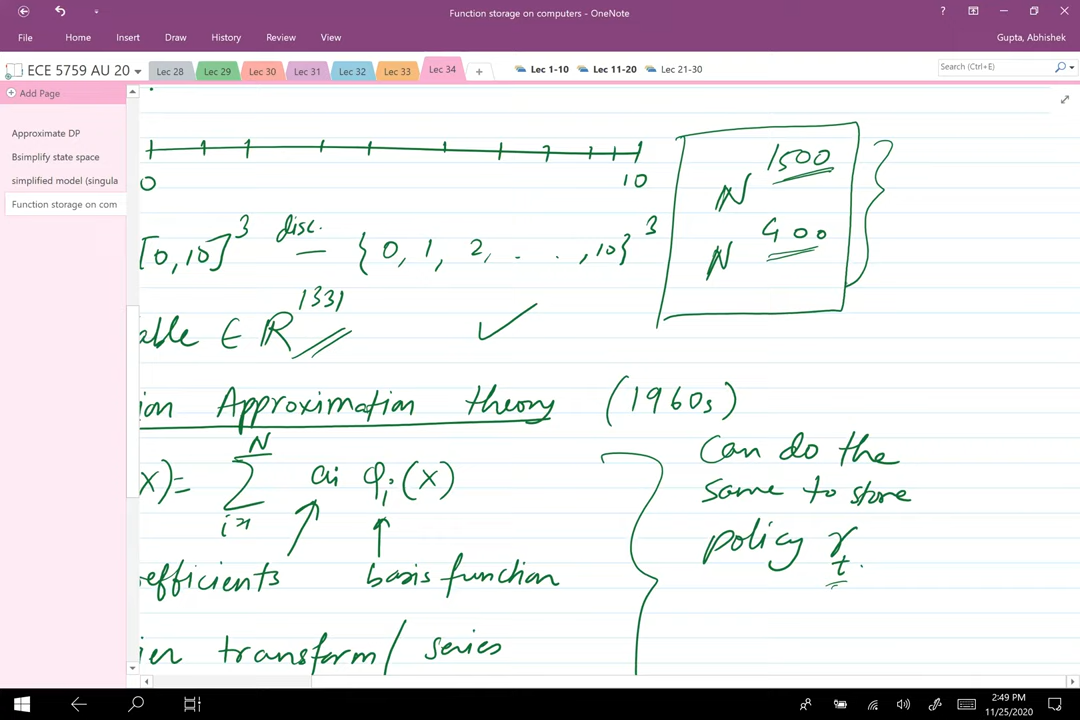 Function storage on computers - OneNote
Gupta, Abhishek
File Home Insert Draw History Review View
ECE 5759 AU 20 Lec 28 Lec 29 Lec 30 Lec 31 Lec 32 Lec 33 Lec 34 Lec 1-10 Lec 11-20 Lec 21-30
Search (Ctrl+E)
Add Page
Approximate DP
Bsimplify state space
simplified model (singula
Function storage on com
0 10
N^1500
N^400
[0,10]^3 disc. — {0, 1, 2, . . . ., 10}^3
able ∈ R^1331 ✓
ion Approximation theory (1960s)
x)= ∑_{i=1}^{N} ai φi(x)
efficients basis function
ier transform/ series
Can do the
same to store
policy γt.
2:49 PM
11/25/2020